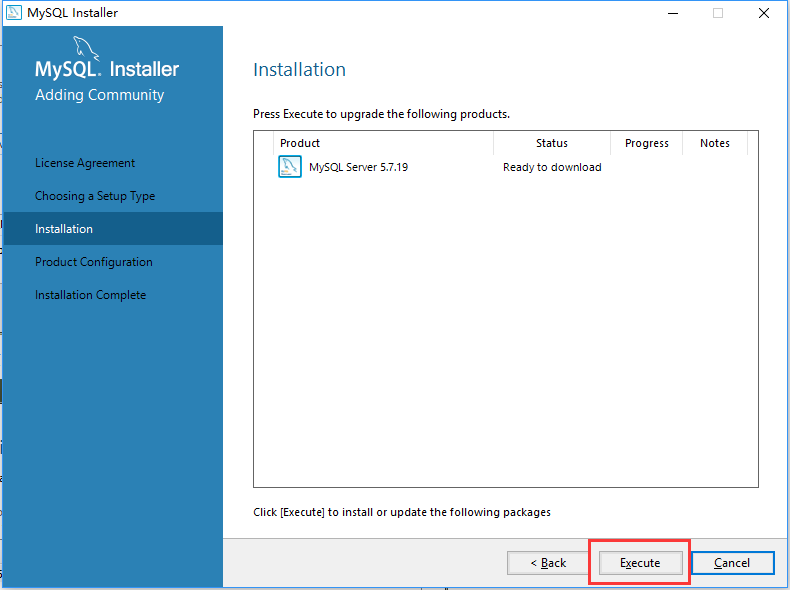 MySQL Installer
MySQL. Installer
Adding Community
License Agreement
Choosing a Setup Type
Installation
Product Configuration
Installation Complete
Installation
Press Execute to upgrade the following products.
Product Status Progress Notes
MySQL Server 5.7.19 Ready to download
Click [Execute] to install or update the following packages
< Back Execute Cancel